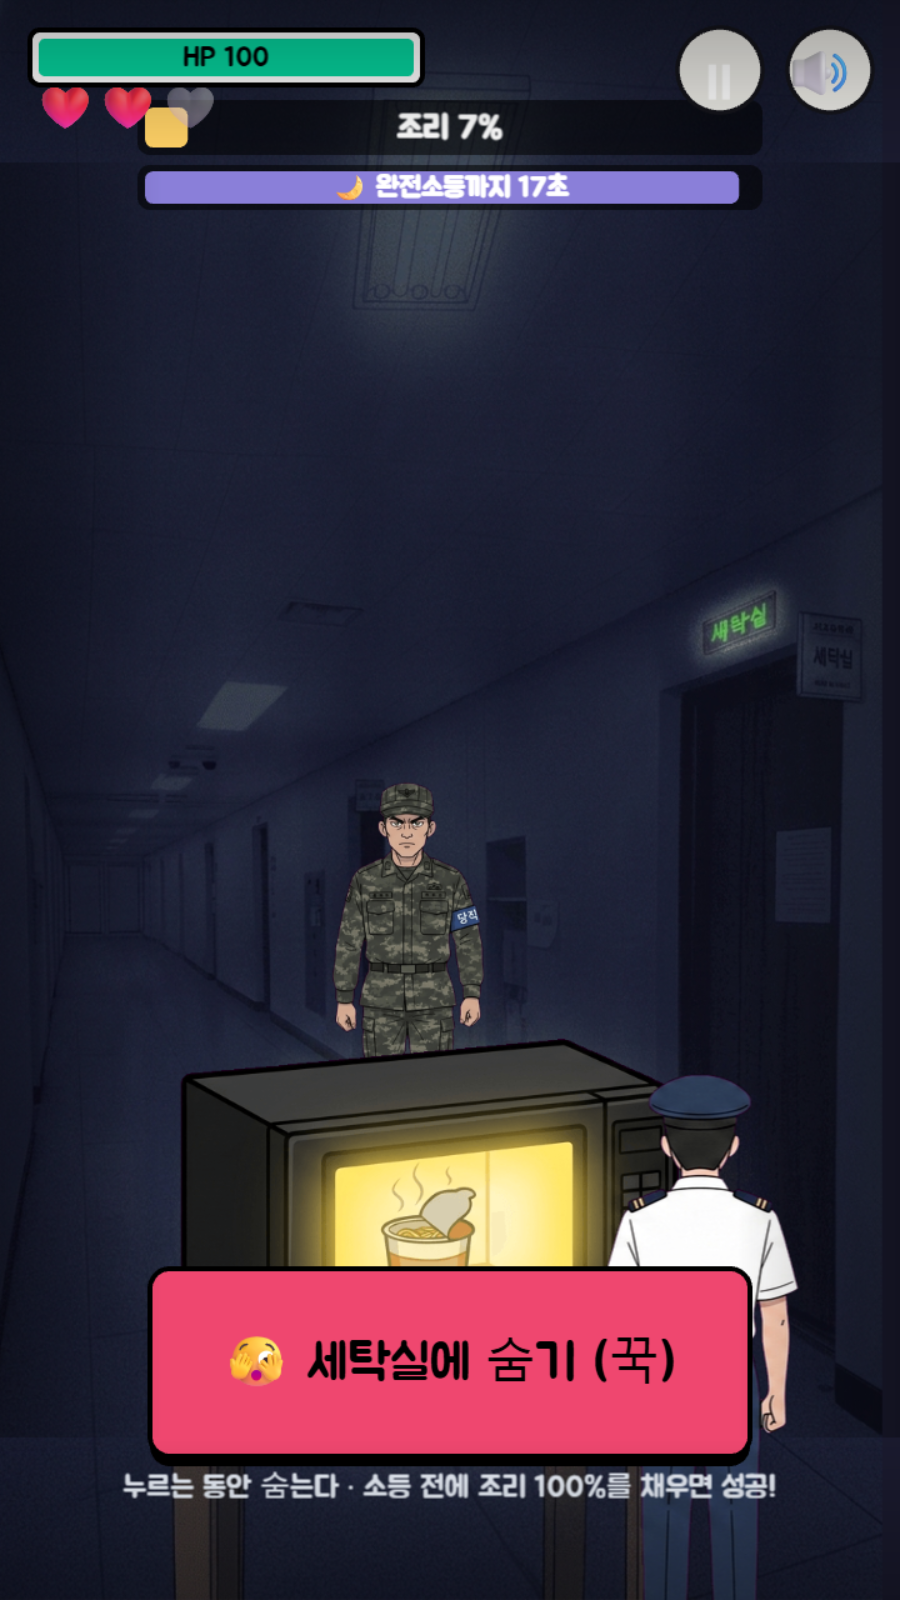 HP 100
조리 7%
🌙 완전소등까지 17초
세탁실
세탁실
당직
🫣 세탁실에 숨기 (꾹)
누르는 동안 숨는다 · 소등 전에 조리 100%를 채우면 성공!